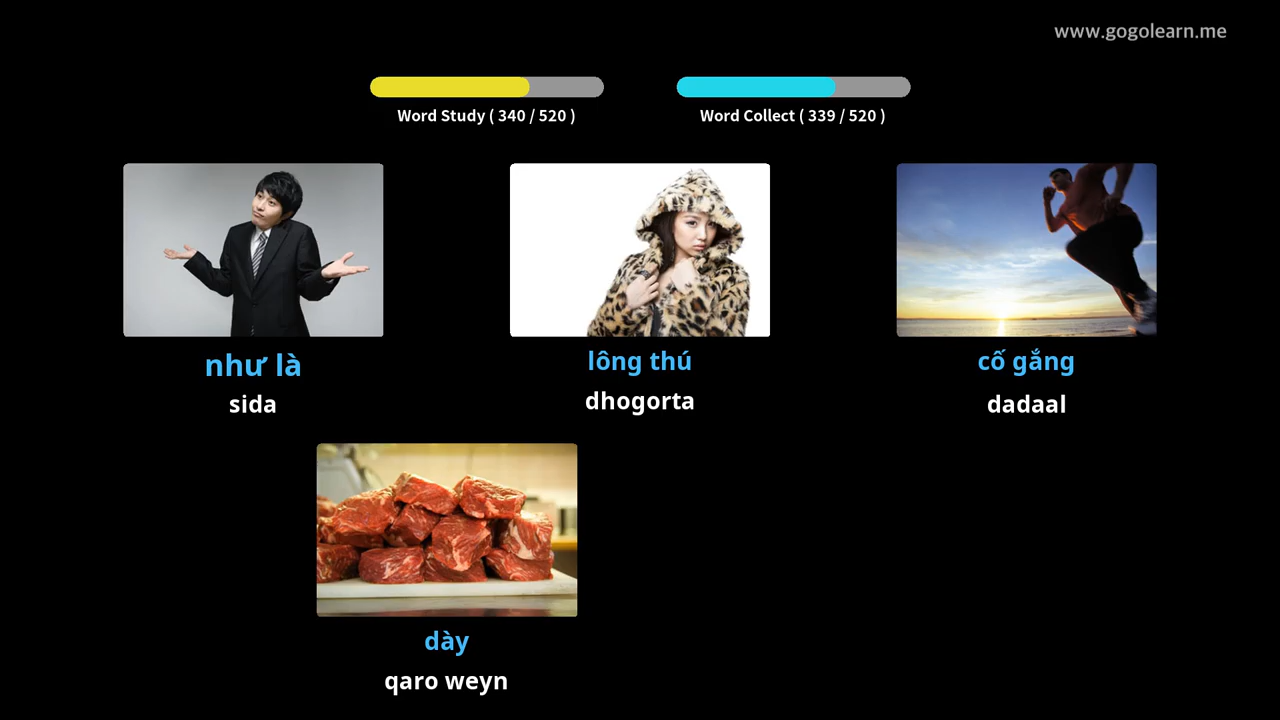 www.gogolearn.me
Word Study ( 340 / 520 )
Word Collect ( 339 / 520 )
như là
sida
lông thú
dhogorta
cố gắng
dadaal
dày
qaro weyn